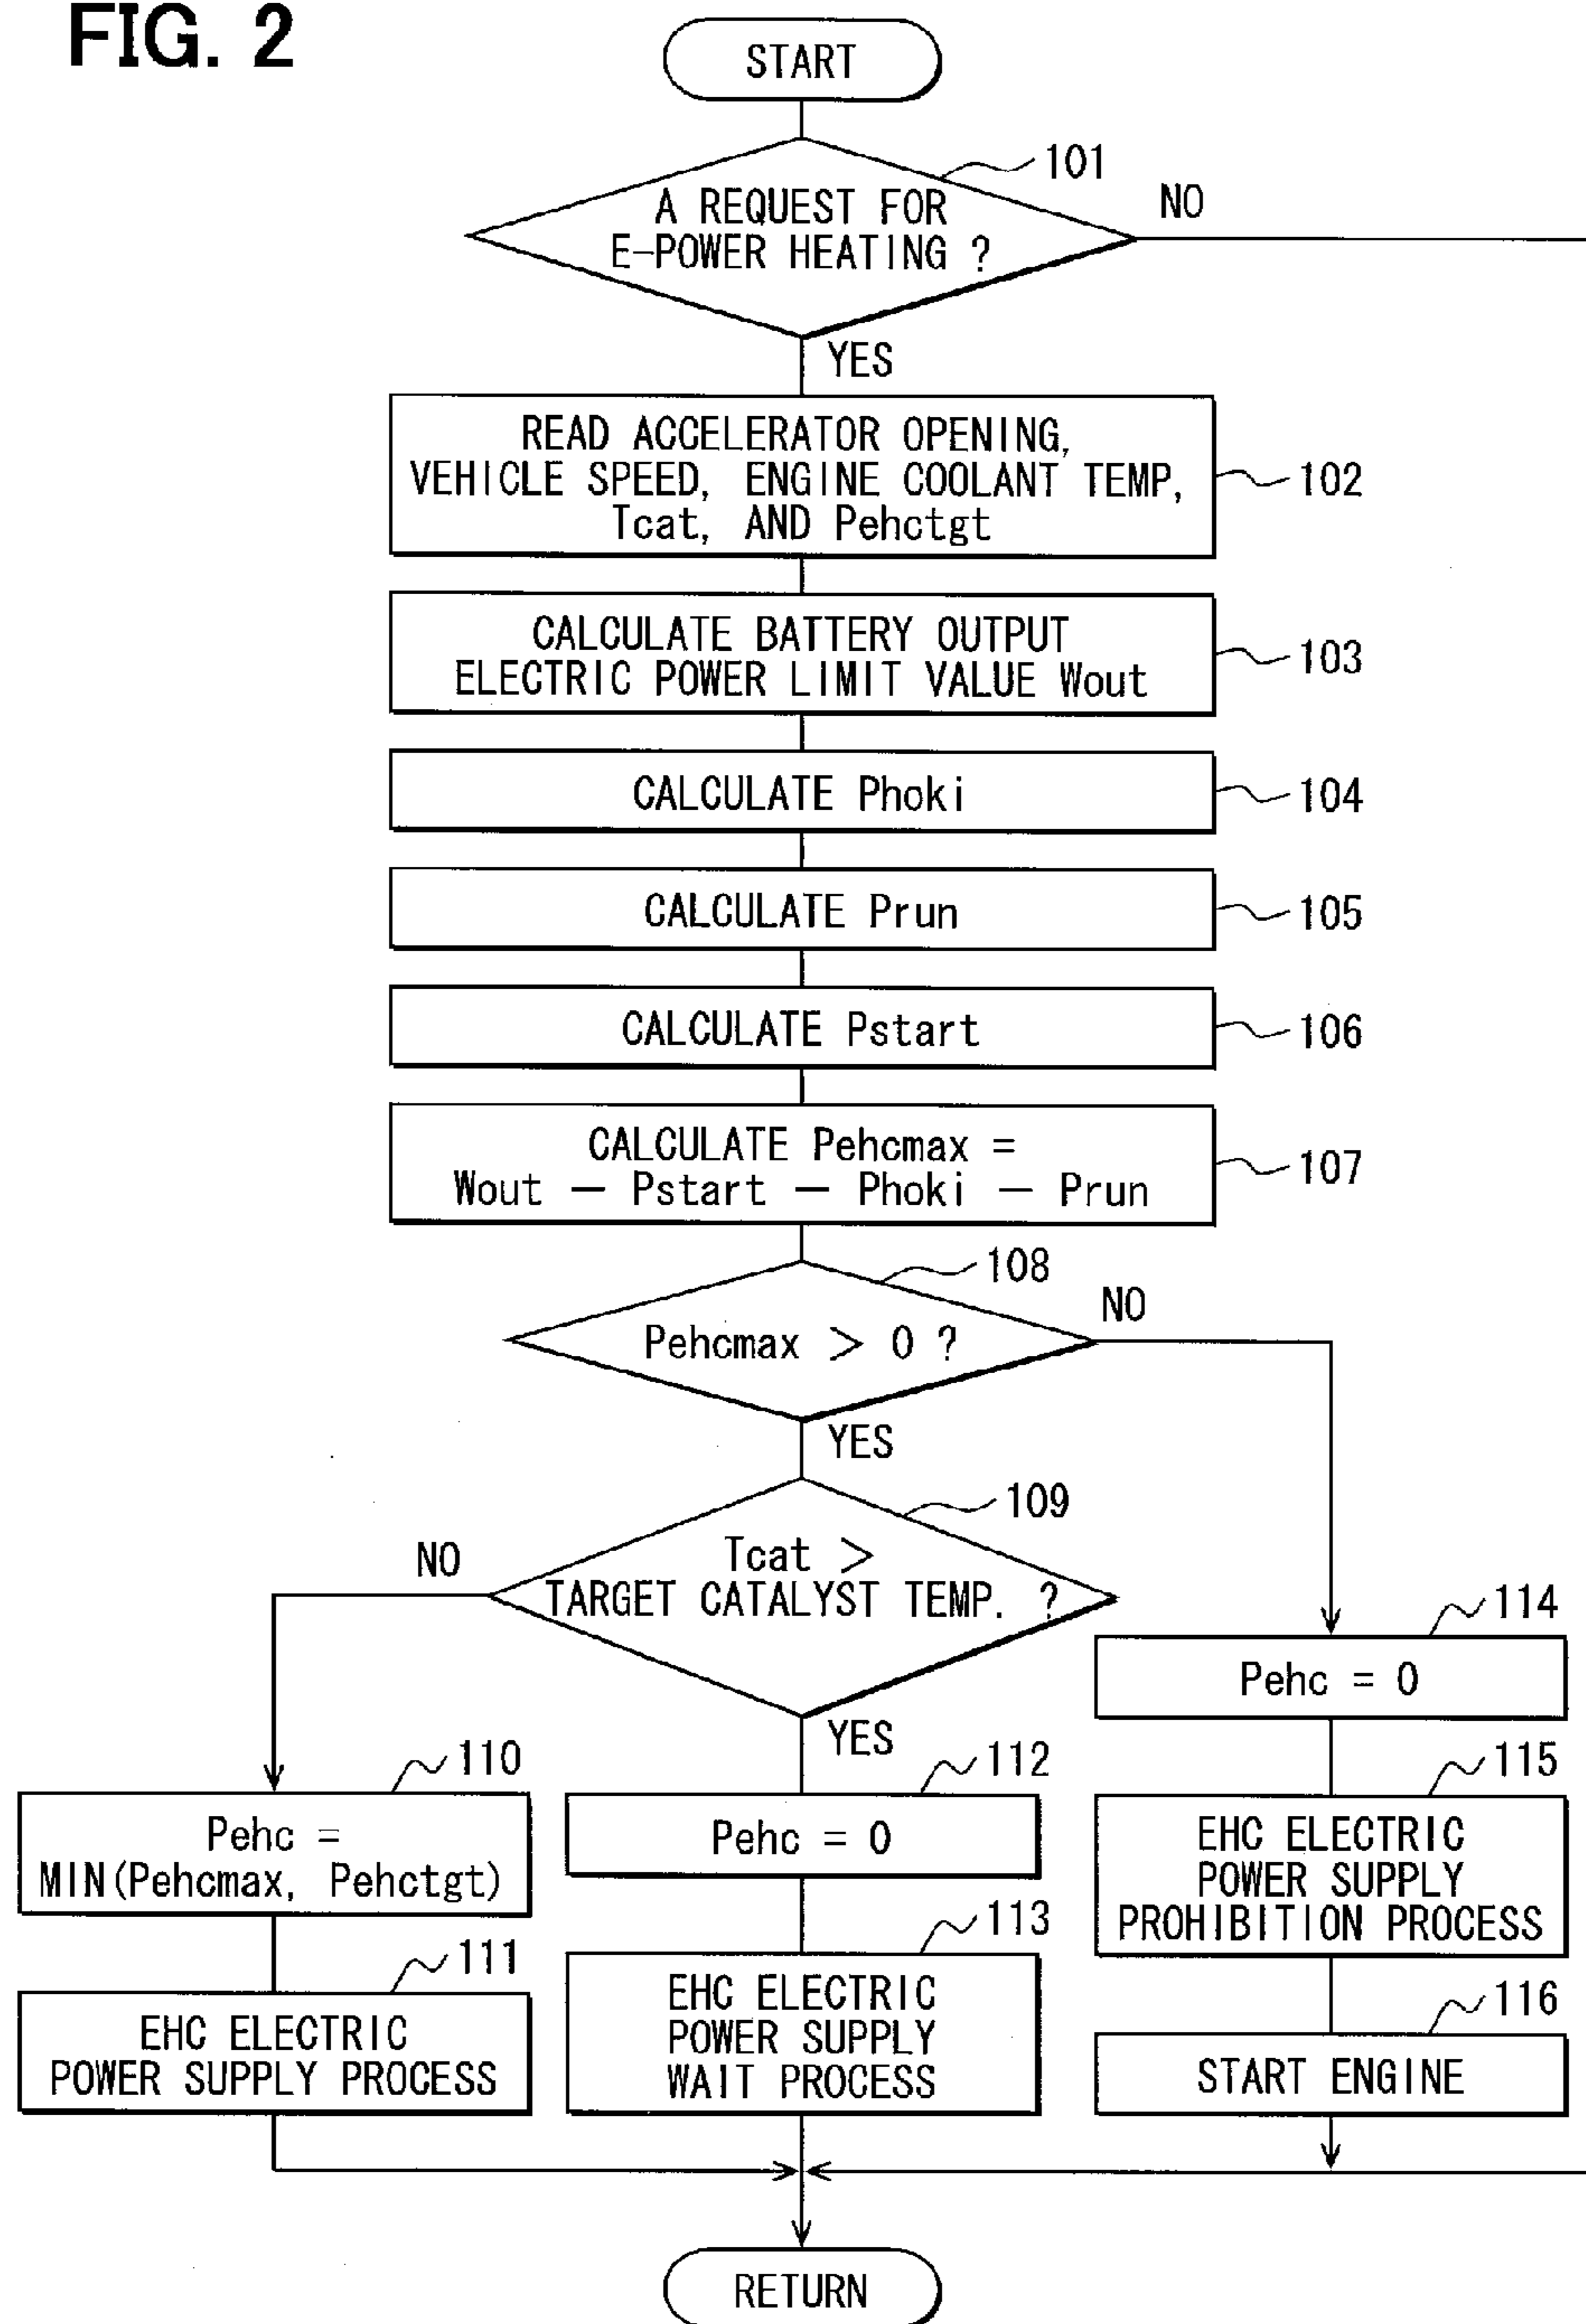 FIG. 2
START
101
A REQUEST FOR
E-POWER HEATING ?
NO
YES
READ ACCELERATOR OPENING,
VEHICLE SPEED, ENGINE COOLANT TEMP,
Tcat, AND Pehctgt
102
CALCULATE BATTERY OUTPUT
ELECTRIC POWER LIMIT VALUE Wout
103
CALCULATE Phoki
104
CALCULATE Prun
105
CALCULATE Pstart
106
CALCULATE Pehcmax =
Wout — Pstart — Phoki — Prun
107
108
Pehcmax > 0 ?
NO
YES
109
Tcat >
TARGET CATALYST TEMP. ?
NO
YES
110
Pehc =
MIN(Pehcmax, Pehctgt)
111
EHC ELECTRIC
POWER SUPPLY PROCESS
112
Pehc = 0
113
EHC ELECTRIC
POWER SUPPLY
WAIT PROCESS
114
Pehc = 0
115
EHC ELECTRIC
POWER SUPPLY
PROHIBITION PROCESS
116
START ENGINE
RETURN